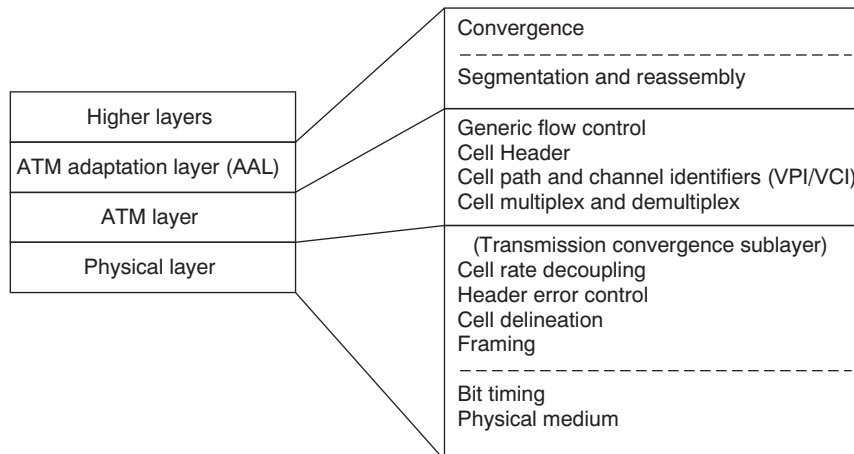 Higher layers
ATM adaptation layer (AAL)
ATM layer
Physical layer
Convergence
Segmentation and reassembly
Generic flow control
Cell Header
Cell path and channel identifiers (VPI/VCI)
Cell multiplex and demultiplex
(Transmission convergence sublayer)
Cell rate decoupling
Header error control
Cell delineation
Framing
Bit timing
Physical medium